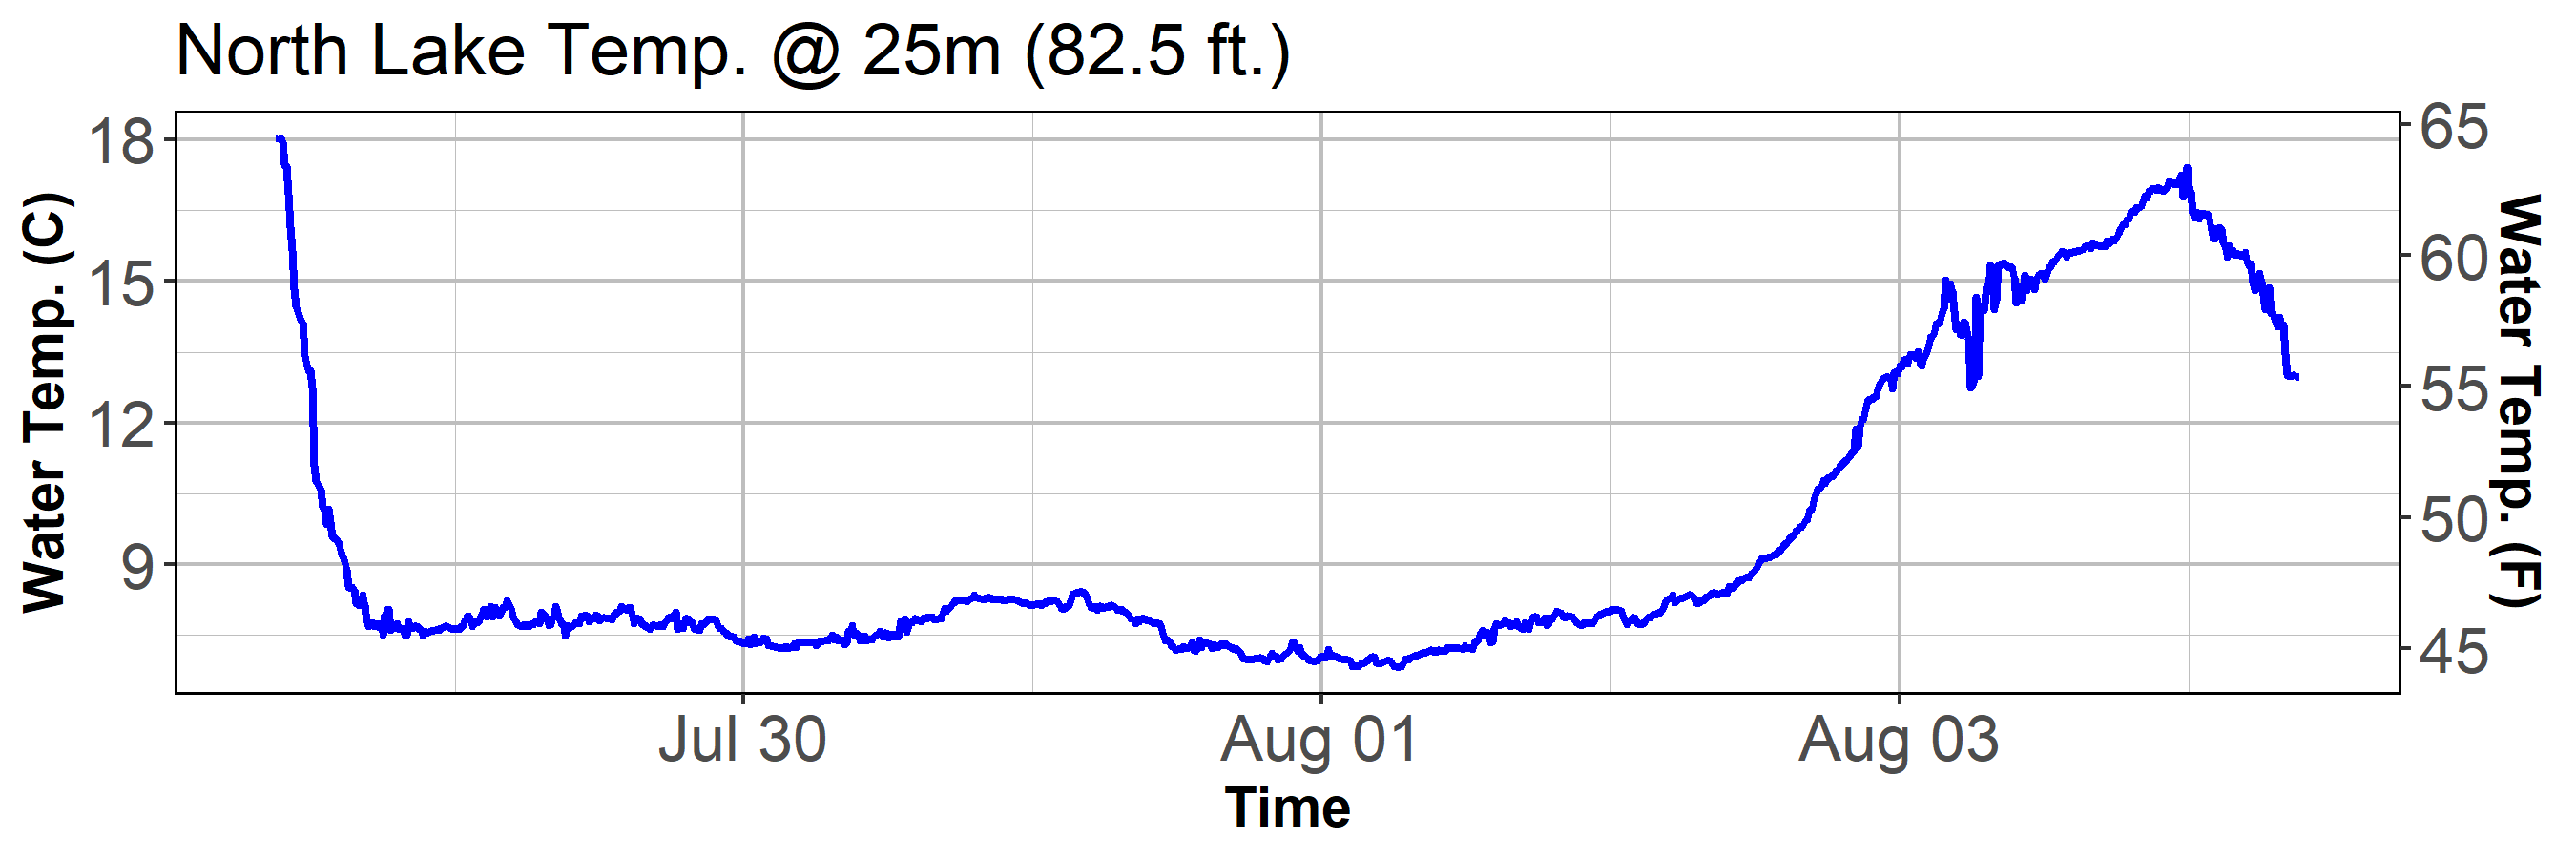 North Lake Temp. @ 25m (82.5 ft.)
Water Temp. (C)
18
15
12
9
65
60
55
50
45
Water Temp. (F)
Jul 30
Aug 01
Aug 03
Time